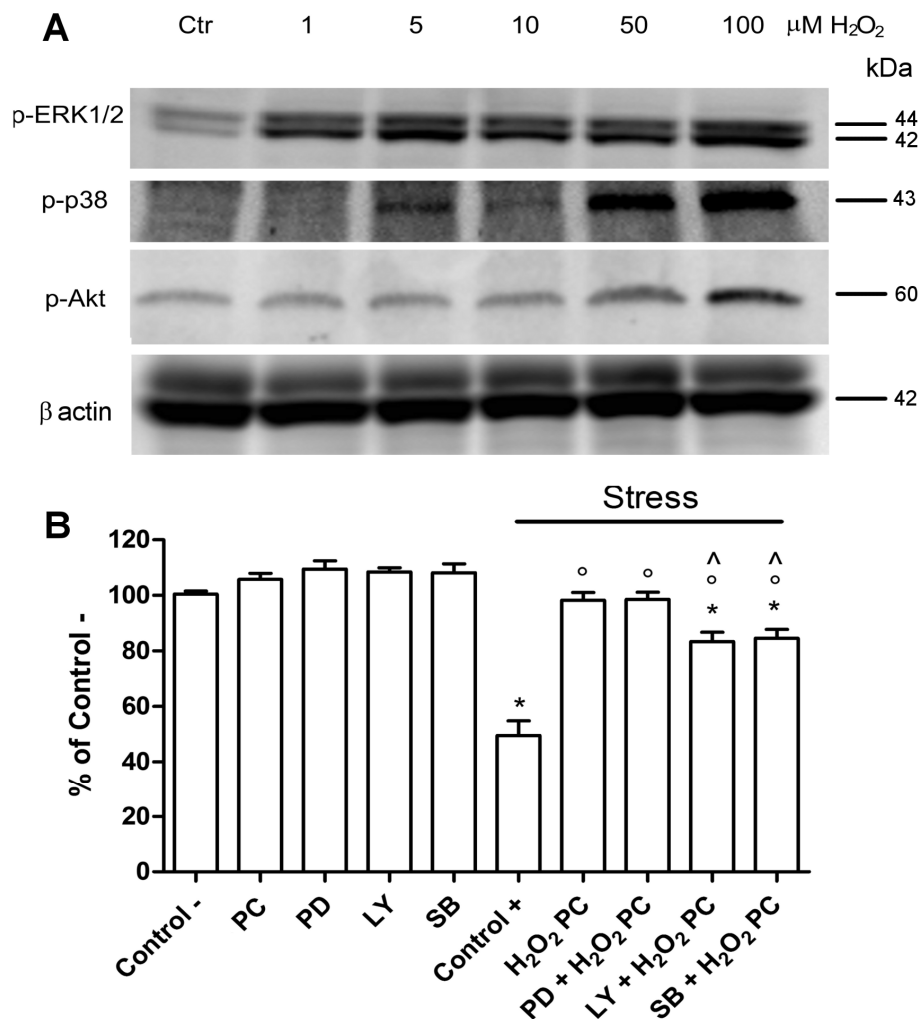 A Ctr 1 5 10 50 100 μM H₂O₂
kDa
p-ERK1/2 44
42
p-p38 43
p-Akt 60
β actin 42
Stress
B
120
100
80
60
40
20
0
% of Control -
^ ^
° ° ° °
* * *
Control -
PC
PD
LY
SB
Control +
H₂O₂ PC
PD + H₂O₂ PC
LY + H₂O₂ PC
SB + H₂O₂ PC